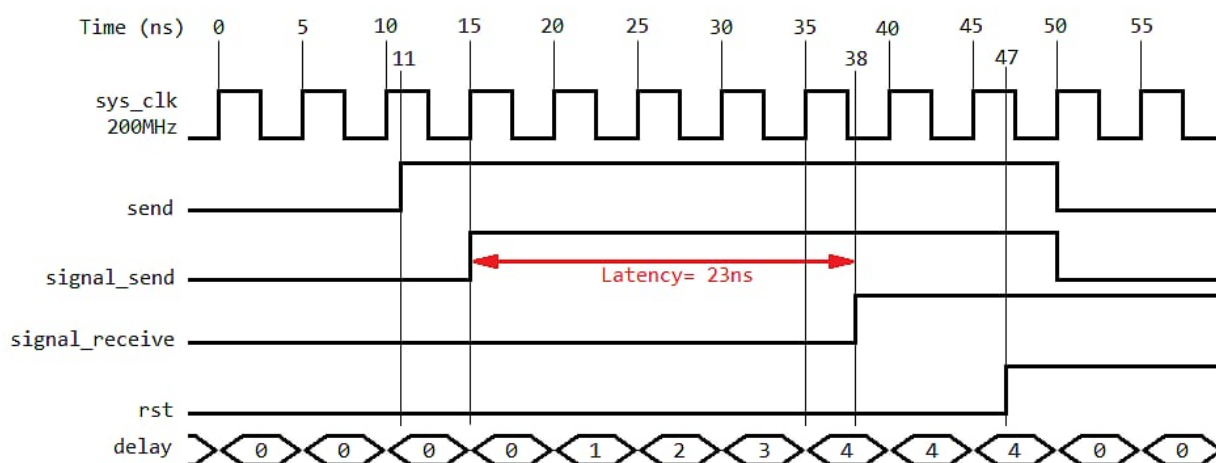 Time (ns) 0 5 10 15 20 25 30 35 40 45 50 55
11 38 47
sys_clk
200MHz
send
signal_send
Latency= 23ns
signal_receive
rst
delay 0 0 0 0 1 2 3 4 4 4 0 0